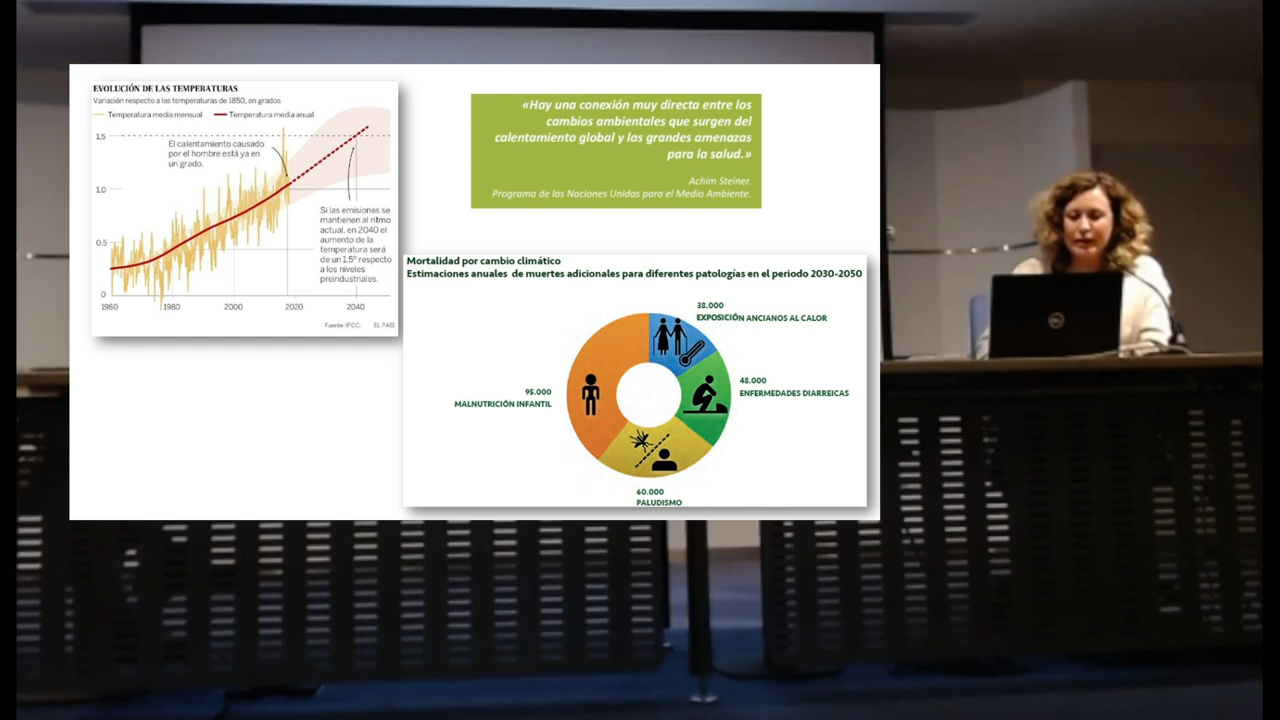 EVOLUCIÓN DE LAS TEMPERATURAS
Variación respecto a las temperaturas de 1850, en grados
Temperatura media mensual
Temperatura media anual
1,5
1,0
0,5
0
El calentamiento causado
por el hombre está ya en
un grado.
Si las emisiones se
mantienen al ritmo
actual, en 2040 el
aumento de la
temperatura será
de un 1,5º respecto
a los niveles
preindustriales.
1960
1980
2000
2020
2040
Fuente: IPCC.
EL PAÍS
«Hay una conexión muy directa entre los
cambios ambientales que surgen del
calentamiento global y las grandes amenazas
para la salud.»
Achim Steiner.
Programa de las Naciones Unidas para el Medio Ambiente.
Mortalidad por cambio climático
Estimaciones anuales de muertes adicionales para diferentes patologías en el periodo 2030-2050
38.000
EXPOSICIÓN ANCIANOS AL CALOR
48.000
ENFERMEDADES DIARREICAS
95.000
MALNUTRICIÓN INFANTIL
60.000
PALUDISMO
DELL